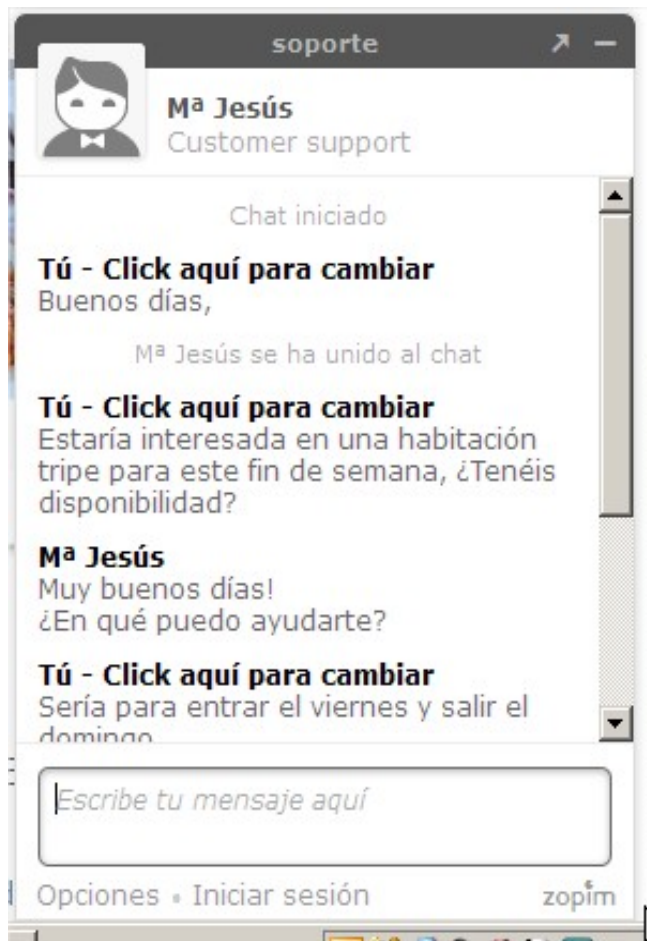 soporte
Mª Jesús
Customer support
Chat iniciado
Tú - Click aquí para cambiar
Buenos días,
Mª Jesús se ha unido al chat
Tú - Click aquí para cambiar
Estaría interesada en una habitación
tripe para este fin de semana, ¿Tenéis
disponibilidad?
Mª Jesús
Muy buenos días!
¿En qué puedo ayudarte?
Tú - Click aquí para cambiar
Sería para entrar el viernes y salir el
domingo
Escribe tu mensaje aquí
Opciones • Iniciar sesión
zopim